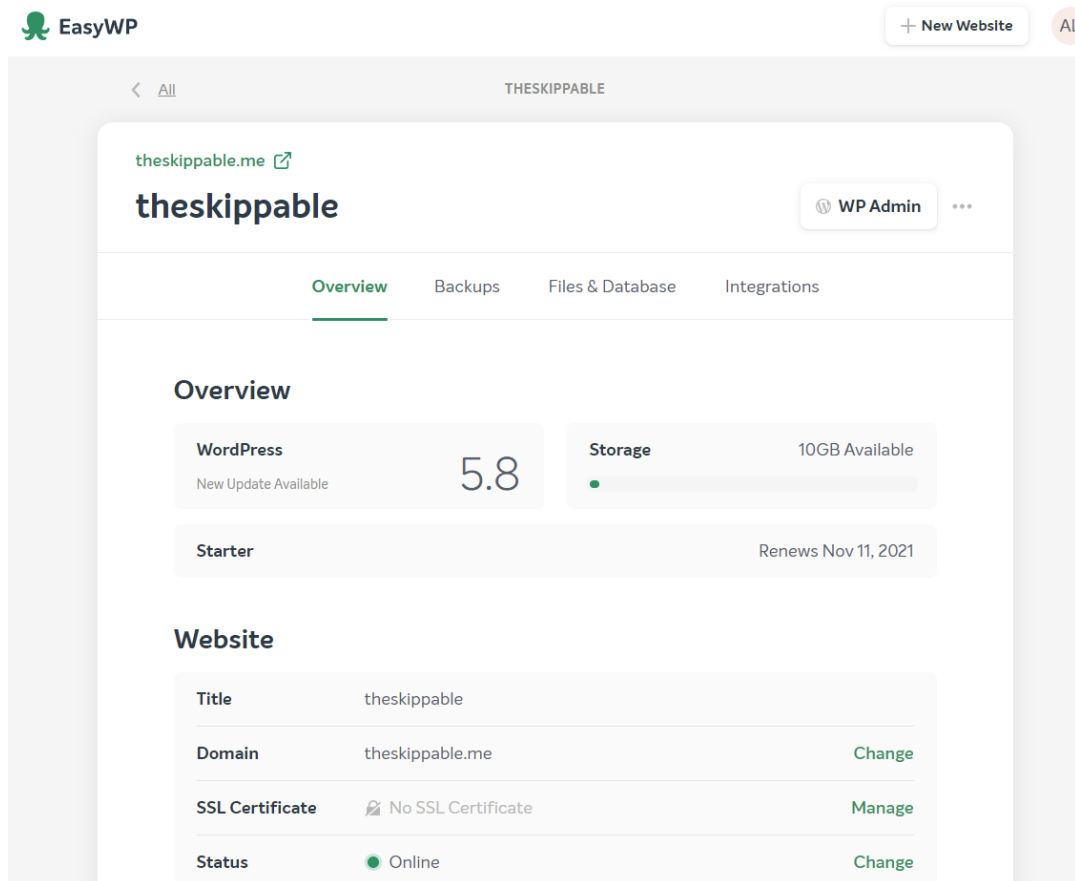 EasyWP
New Website
AL
All
THESKIPPABLE
theskippable.me
theskippable
WP Admin
Overview Backups Files & Database Integrations
Overview
WordPress
New Update Available
5.8
Storage 10GB Available
Starter Renews Nov 11, 2021
Website
Title theskippable
Domain theskippable.me Change
SSL Certificate No SSL Certificate Manage
Status Online Change